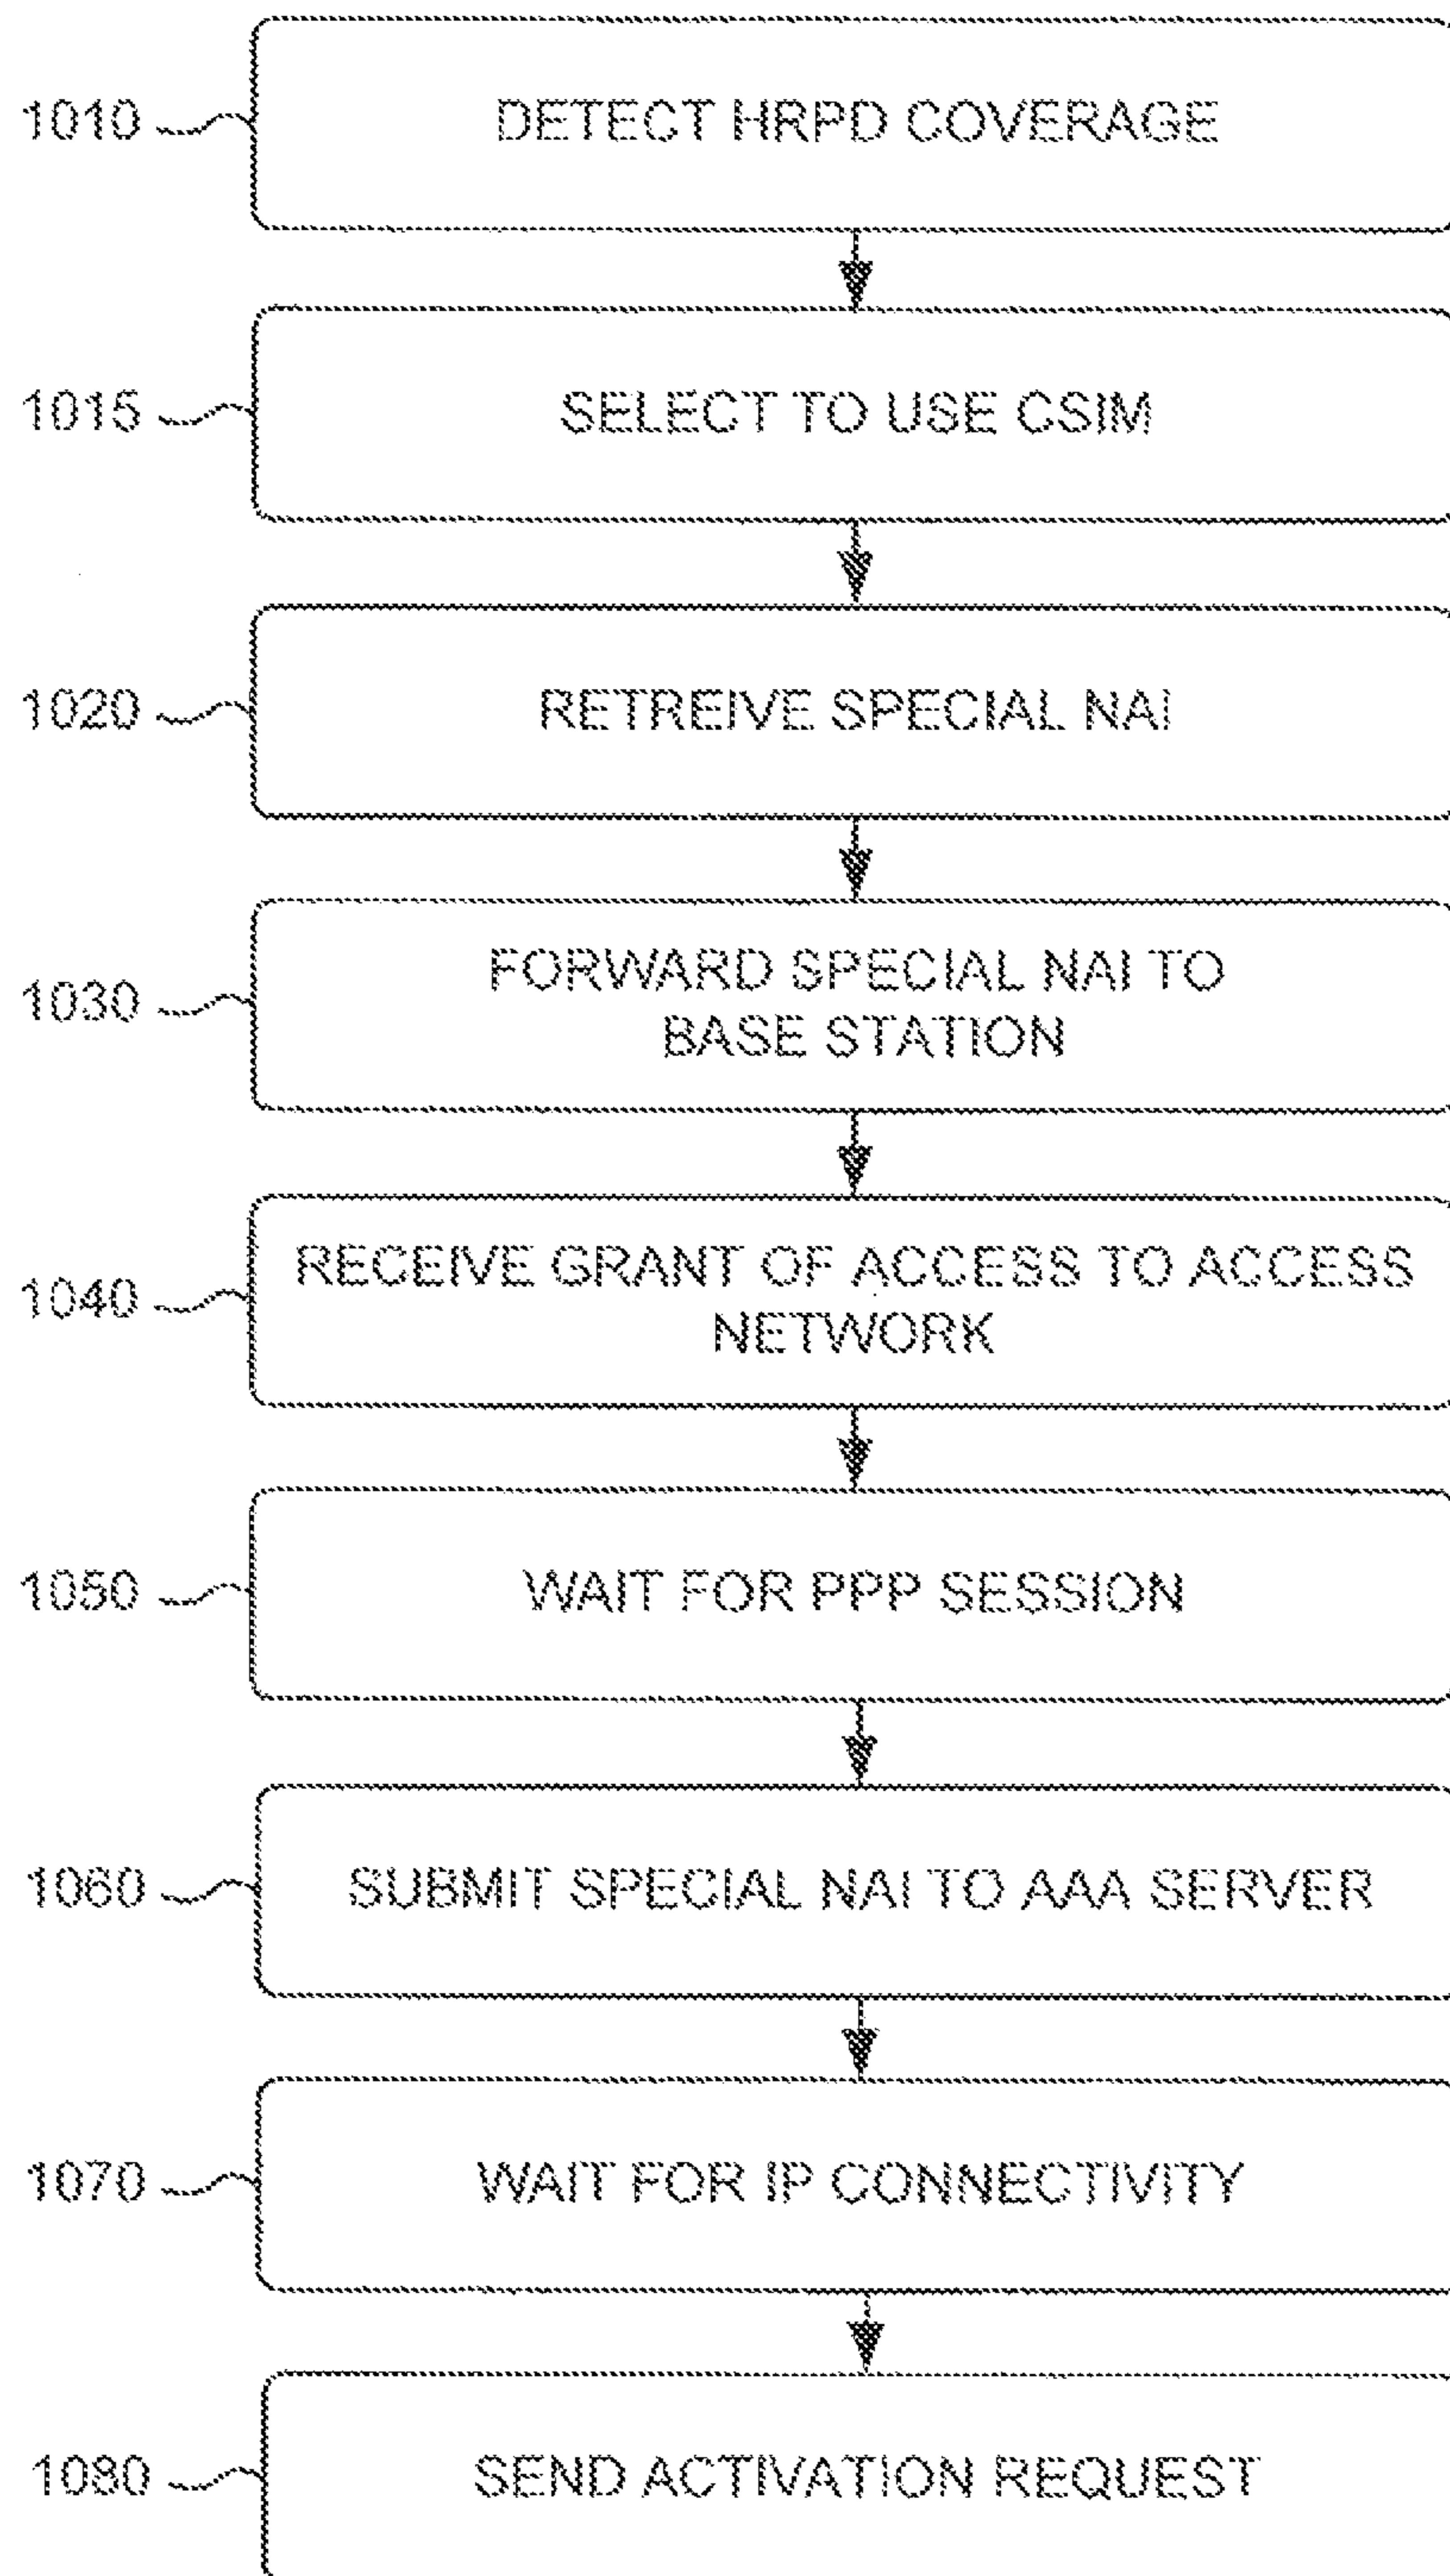 1010 DETECT HRPD COVERAGE
1015 SELECT TO USE CSIM
1020 RETREIVE SPECIAL NAI
FORWARD SPECIAL NAI TO
1030 BASE STATION
RECEIVE GRANT OF ACCESS TO ACCESS
1040 NETWORK
1050 WAIT FOR PPP SESSION
1060 SUBMIT SPECIAL NAI TO AAA SERVER
1070 WAIT FOR IP CONNECTIVITY
1080 SEND ACTIVATION REQUEST